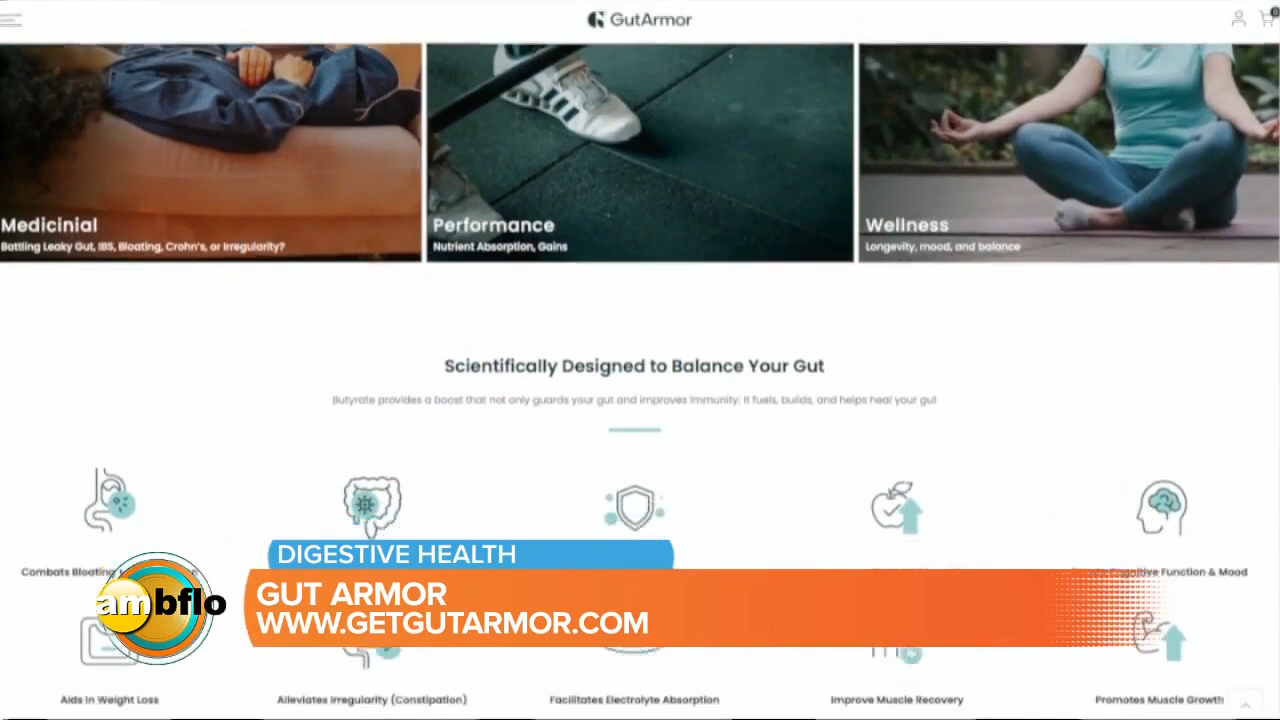 GutArmor
0
Medicinial
Battling Leaky Gut, IBS, Bloating, Crohn's, or Irregularity?
Performance
Nutrient Absorption, Gains
Wellness
Longevity, mood, and balance
Scientifically Designed to Balance Your Gut
Butyrate provides a boost that not only guards your gut and improves immunity: it fuels, builds, and helps heal your gut
Combats Bloating
Cognitive Function & Mood
DIGESTIVE HEALTH
GUT ARMOR
WWW.GETGUTARMOR.COM
ambflo
Aids In Weight Loss
Alleviates Irregularity (Constipation)
Facilitates Electrolyte Absorption
Improve Muscle Recovery
Promotes Muscle Growth